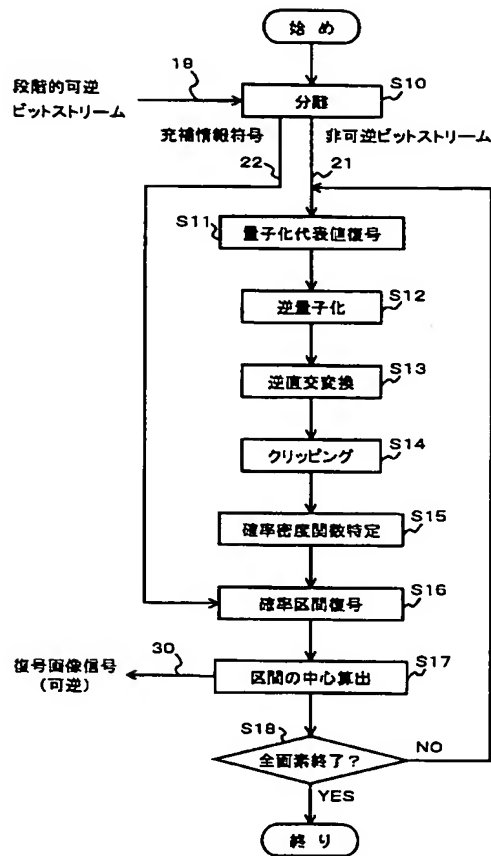 始め
18
段階的可逆
ビットストリーム
S10
分離
充補情報符号
非可逆ビットストリーム
22
21
S11
量子化代表値復号
S12
逆量子化
S13
逆直交変換
S14
クリッピング
S15
確率密度関数特定
S16
確率区間復号
30
復号画像信号
(可逆)
S17
区間の中心算出
S18
全画素終了?
NO
YES
終り